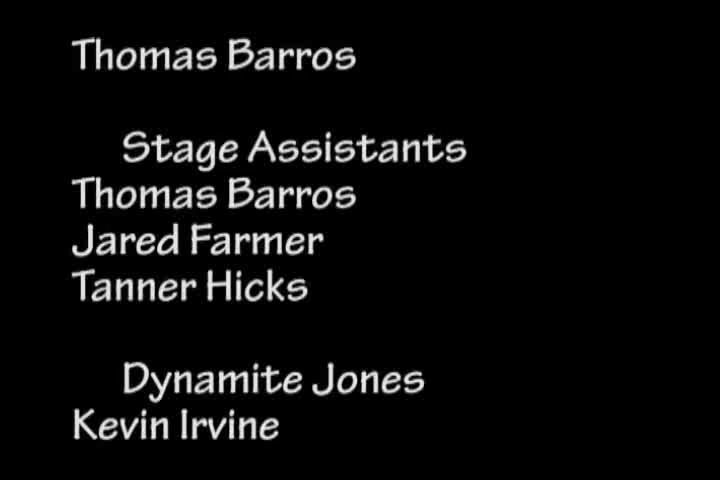 Thomas Barros
Stage Assistants
Thomas Barros
Jared Farmer
Tanner Hicks
Dynamite Jones
Kevin Irvine